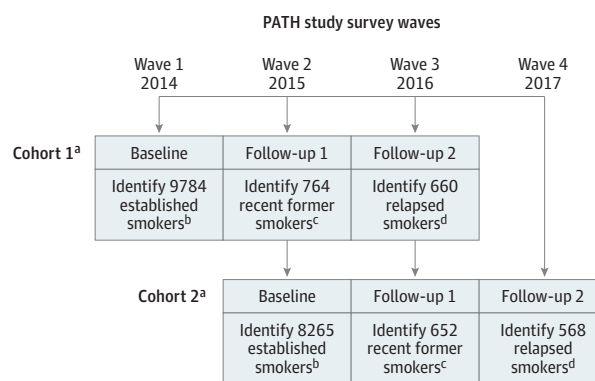 PATH study survey waves
Wave 1 Wave 2 Wave 3 Wave 4
2014 2015 2016 2017
Cohort 1a Baseline Follow-up 1 Follow-up 2
Identify 9784 Identify 764 Identify 660
established recent former relapsed
smokersb smokersc smokersd
Cohort 2a Baseline Follow-up 1 Follow-up 2
Identify 8265 Identify 652 Identify 568
established recent former relapsed
smokersb smokersc smokersd